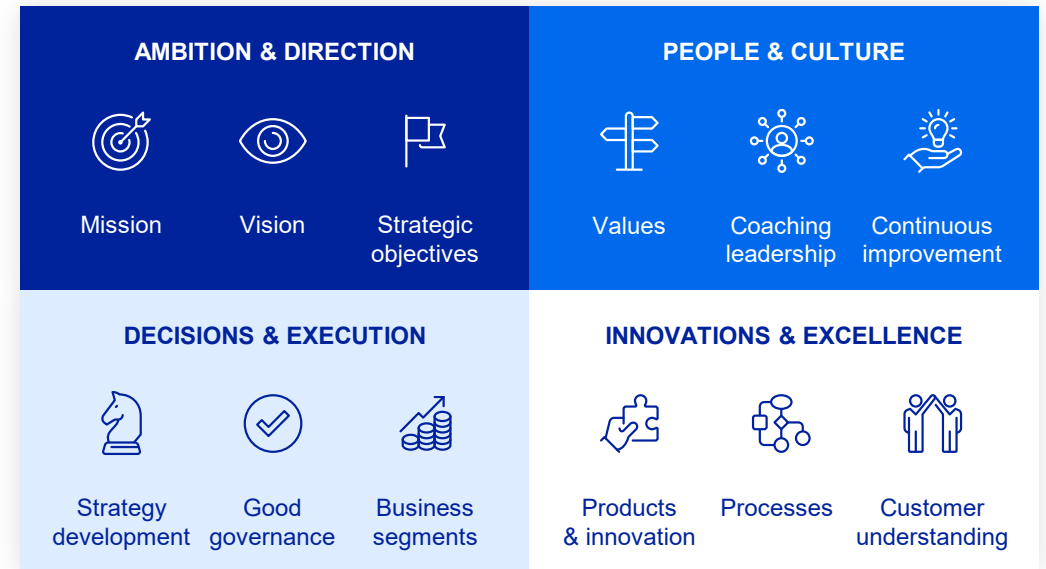 AMBITION & DIRECTION
Mission
Vision
Strategic
objectives
PEOPLE & CULTURE
Values
Coaching
leadership
Continuous
improvement
DECISIONS & EXECUTION
Strategy
development
Good
governance
Business
segments
INNOVATIONS & EXCELLENCE
Products
& innovation
Processes
Customer
understanding